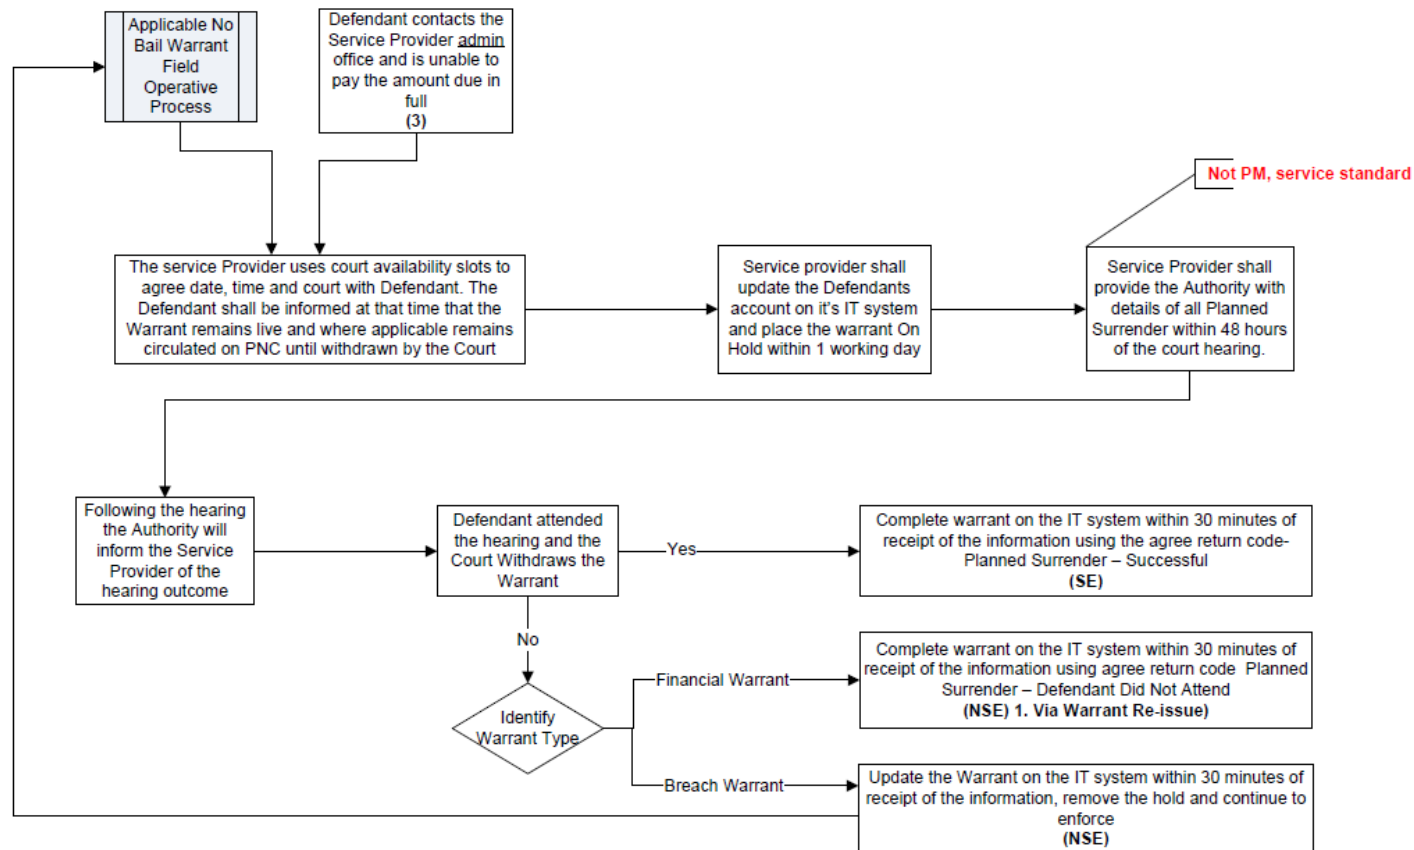 Applicable No
Bail Warrant
Field
Operative
Process
Defendant contacts the
Service Provider admin
office and is unable to
pay the amount due in
full
(3)
Not PM, service standard
The service Provider uses court availability slots to
agree date, time and court with Defendant. The
Defendant shall be informed at that time that the
Warrant remains live and where applicable remains
circulated on PNC until withdrawn by the Court
Service provider shall
update the Defendants
account on it's IT system
and place the warrant On
Hold within 1 working day
Service Provider shall
provide the Authority with
details of all Planned
Surrender within 48 hours
of the court hearing.
Following the hearing
the Authority will
inform the Service
Provider of the
hearing outcome
Defendant attended
the hearing and the
Court Withdraws the
Warrant
Yes
Complete warrant on the IT system within 30 minutes of
receipt of the information using the agree return code-
Planned Surrender – Successful
(SE)
No
Identify
Warrant Type
Financial Warrant
Complete warrant on the IT system within 30 minutes of
receipt of the information using agree return code Planned
Surrender – Defendant Did Not Attend
(NSE) 1. Via Warrant Re-issue)
Breach Warrant
Update the Warrant on the IT system within 30 minutes of
receipt of the information, remove the hold and continue to
enforce
(NSE)